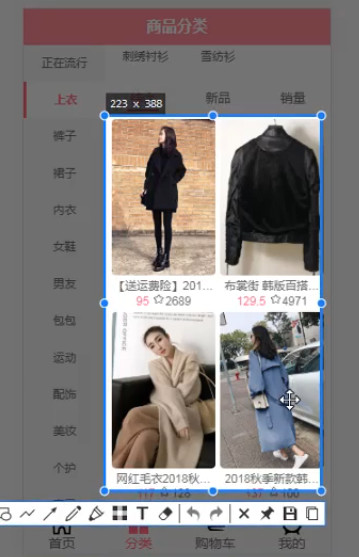 商品分类
正在流行
刺绣衬衫 雪纺衫
上衣
223 x 388
新品 销量
裤子
裙子
内衣
女鞋
【送运费险】201...
布裳街 韩版百搭...
男友
95 2689
129.5 4971
包包
运动
配饰
美妆
个护
网红毛衣2018秋...
2018秋季新款韩...
117 128
137 100
首页
分类
购物车
我的